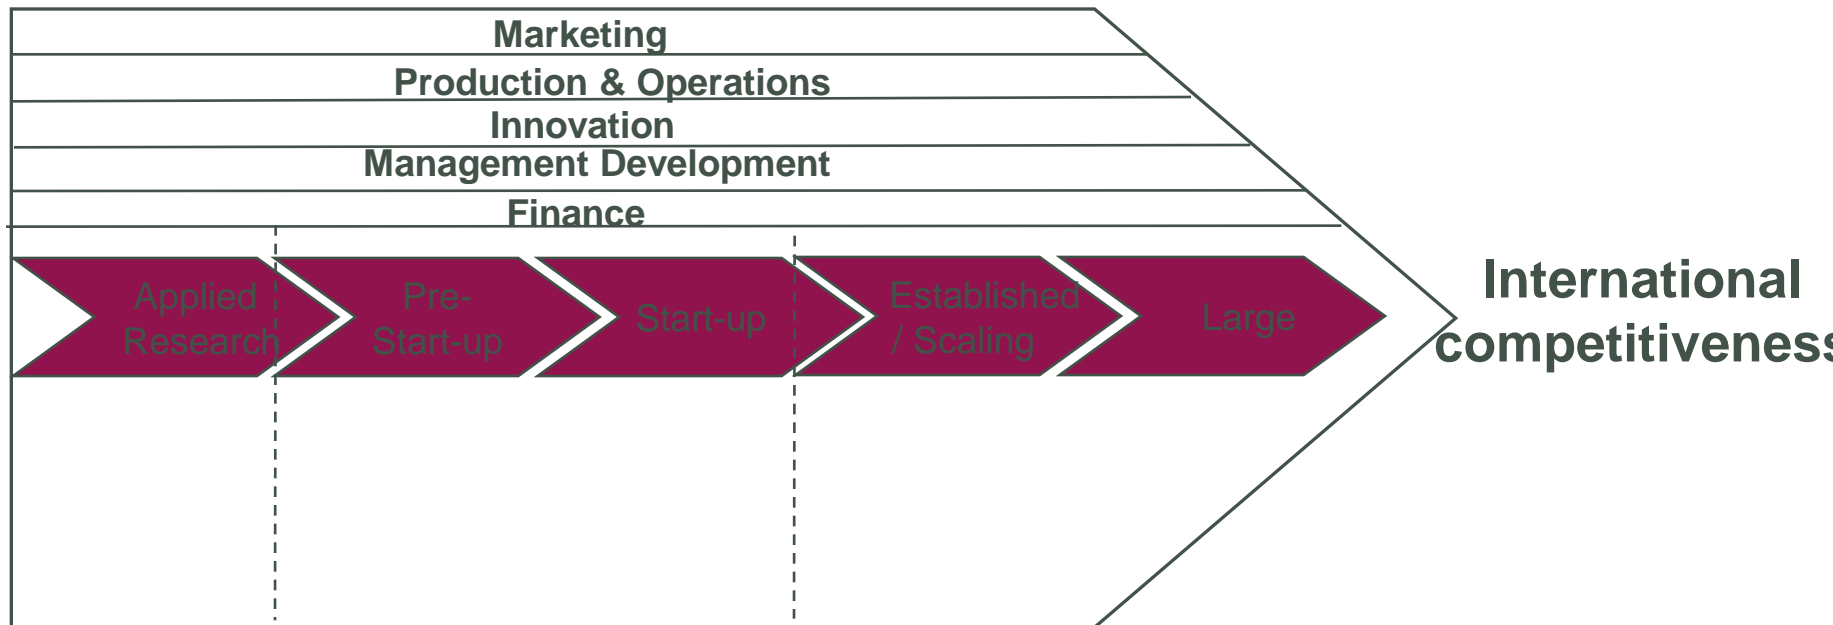 Marketing
Production & Operations
Innovation
Management Development
Finance
Applied
Research
Pre-
Start-up
Start-up
Established
/ Scaling
Large
International
competitiveness